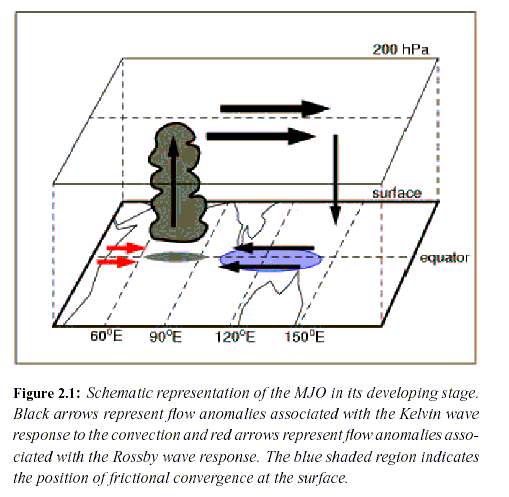 200 hPa
surface
equator
60°E 90°E 120°E 150°E
Figure 2.1: Schematic representation of the MJO in its developing stage.
Black arrows represent flow anomalies associated with the Kelvin wave
response to the convection and red arrows represent flow anomalies asso-
ciated with the Rossby wave response. The blue shaded region indicates
the position of frictional convergence at the surface.